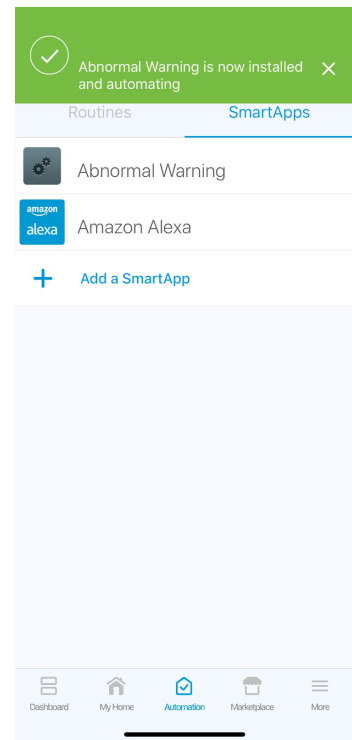 Abnormal Warning is now installed
and automating
Routines
SmartApps
Abnormal Warning
amazon
alexa
Amazon Alexa
Add a SmartApp
Dashboard
My Home
Automation
Marketplace
More